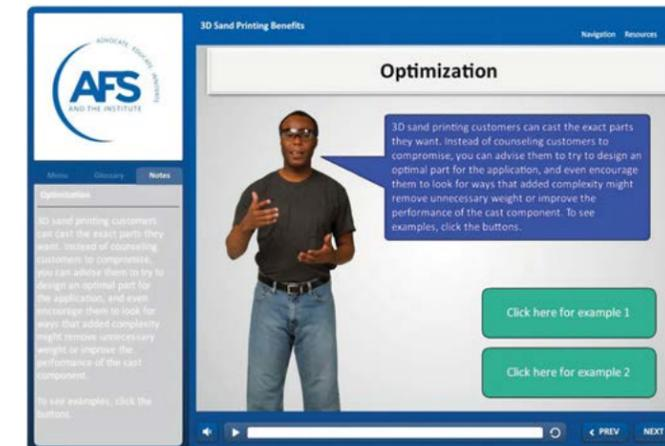 ADVOCATE, EDUCATE, INNOVATE
AFS
AND THE INSTITUTE
3D Sand Printing Benefits
Navigation Resources
Optimization
3D sand printing customers can cast the exact parts
they want. Instead of counseling customers to
compromise, you can advise them to try to design an
optimal part for the application, and even encourage
them to look for ways that added complexity might
remove unnecessary weight or improve the
performance of the cast component. To see
examples, click the buttons.
Click here for example 1
Click here for example 2
Menu Glossary Notes
Optimization
3D sand printing customers
can cast the exact parts they
want. Instead of counseling
customers to compromise,
you can advise them to try to
design an optimal part for
the application, and even
encourage them to look for
ways that added complexity
might remove unnecessary
weight or improve the
performance of the cast
component.
To see examples, click the
buttons.
PREV NEXT